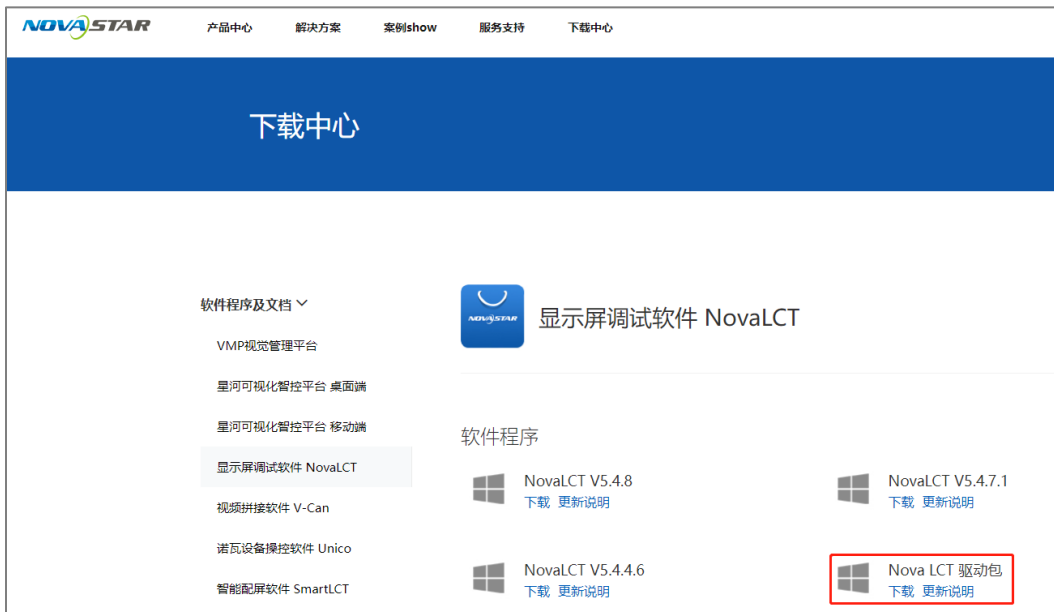 NOVASTAR 产品中心 解决方案 案例show 服务支持 下载中心
下载中心
软件程序及文档
VMP视觉管理平台
星河可视化智控平台 桌面端
星河可视化智控平台 移动端
显示屏调试软件 NovaLCT
视频拼接软件 V-Can
诺瓦设备操控软件 Unico
智能配屏软件 SmartLCT
NOVASTAR
显示屏调试软件 NovaLCT
软件程序
NovaLCT V5.4.8
下载 更新说明
NovaLCT V5.4.7.1
下载 更新说明
NovaLCT V5.4.4.6
下载 更新说明
Nova LCT 驱动包
下载 更新说明